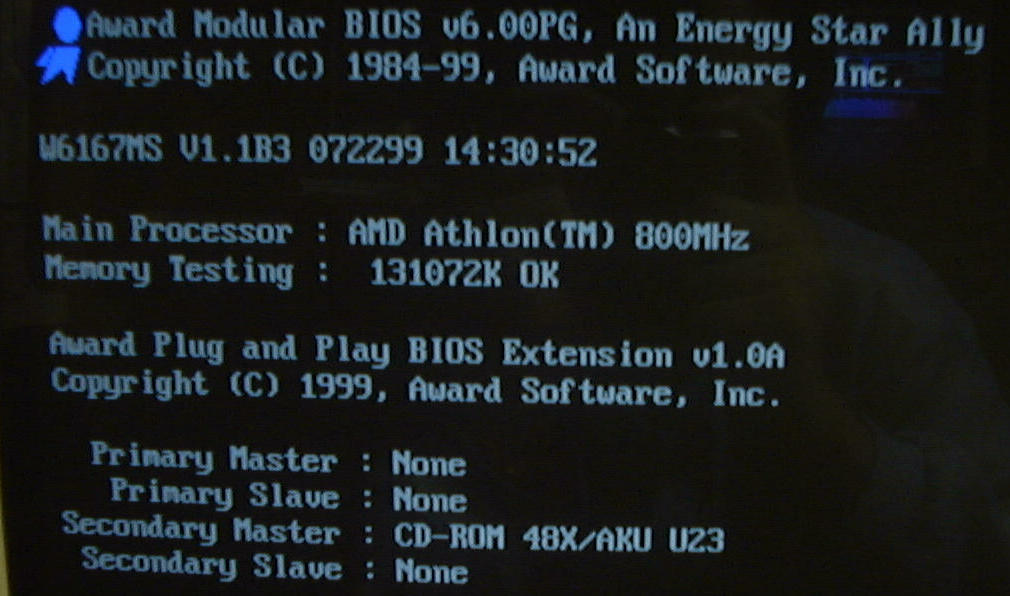 Award Modular BIOS v6.00PG, An Energy Star Ally
Copyright (C) 1984-99, Award Software, Inc.
W6167MS V1.1B3 072299 14:30:52
Main Processor : AMD Athlon(TM) 800MHz
Memory Testing : 131072K OK
Award Plug and Play BIOS Extension v1.0A
Copyright (C) 1999, Award Software, Inc.
Primary Master : None
Primary Slave : None
Secondary Master : CD-ROM 48X/AKU U23
Secondary Slave : None